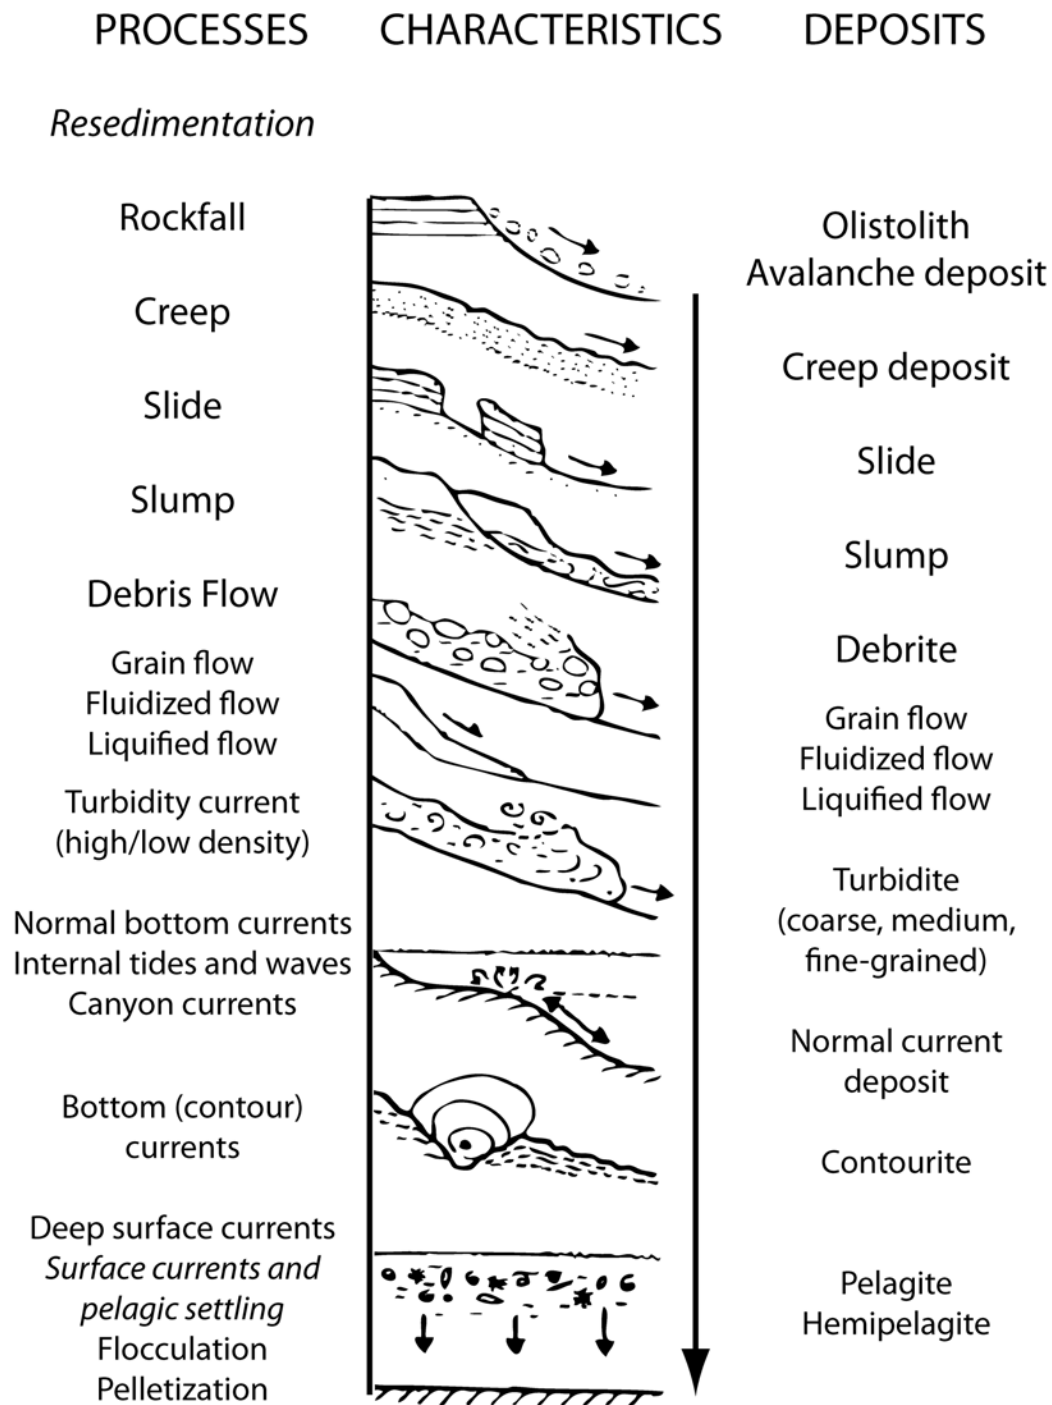 PROCESSES
CHARACTERISTICS
DEPOSITS
Resedimentation
Rockfall
Creep
Slide
Slump
Debris Flow
Grain flow
Fluidized flow
Liquified flow
Turbidity current
(high/low density)
Normal bottom currents
Internal tides and waves
Canyon currents
Bottom (contour)
currents
Deep surface currents
Surface currents and
pelagic settling
Flocculation
Pelletization
Olistolith
Avalanche deposit
Creep deposit
Slide
Slump
Debrite
Grain flow
Fluidized flow
Liquified flow
Turbidite
(coarse, medium,
fine-grained)
Normal current
deposit
Contourite
Pelagite
Hemipelagite